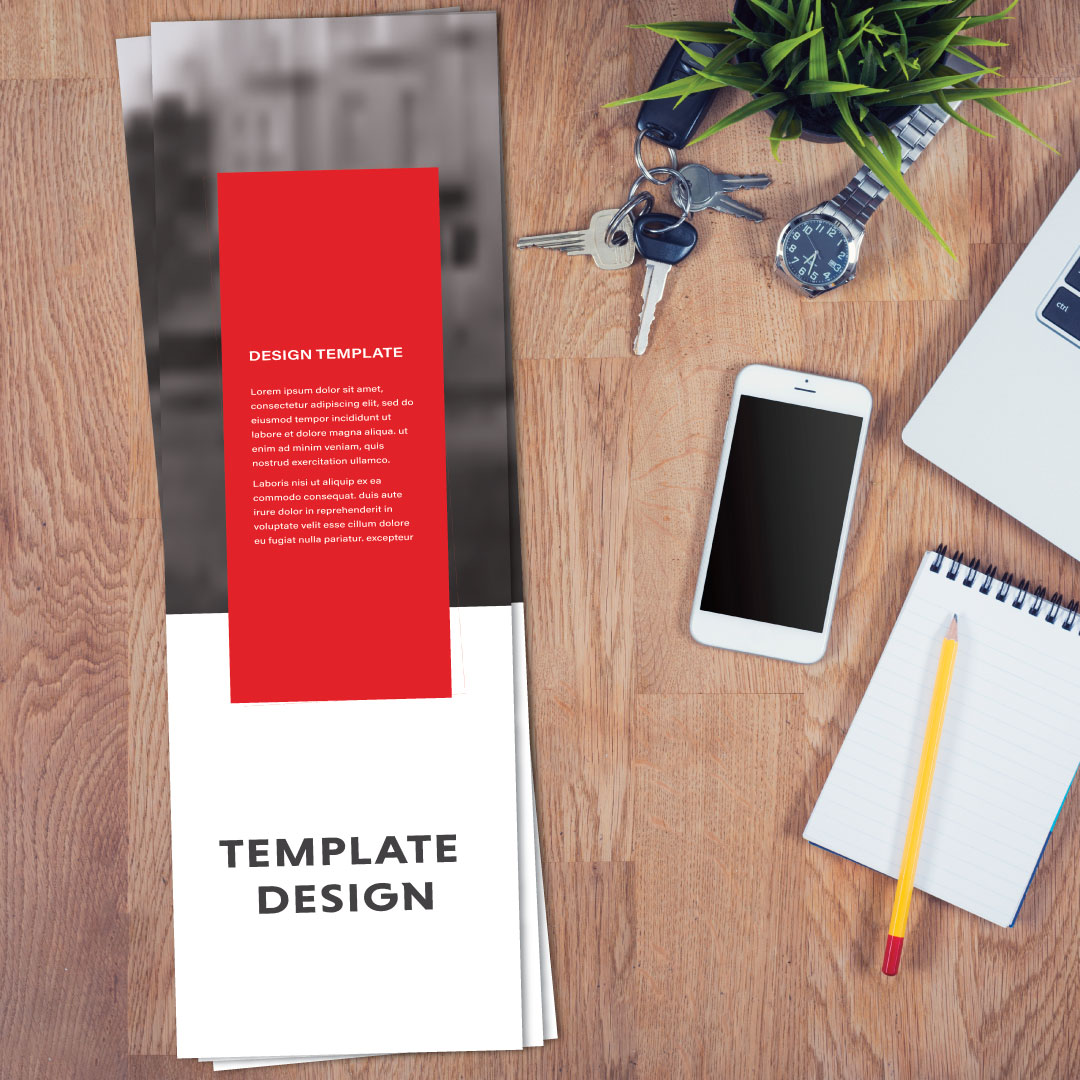 DESIGN TEMPLATE
Lorem ipsum dolor sit amet,
consectetur adipiscing elit, sed do
eiusmod tempor incididunt ut
labore et dolore magna aliqua. ut
enim ad minim veniam, quis
nostrud exercitation ullamco.
Laboris nisi ut aliquip ex ea
commodo consequat. duis aute
irure dolor in reprehenderit in
voluptate velit esse cillum dolore
eu fugiat nulla pariatur. excepteur
TEMPLATE
DESIGN
ctrl